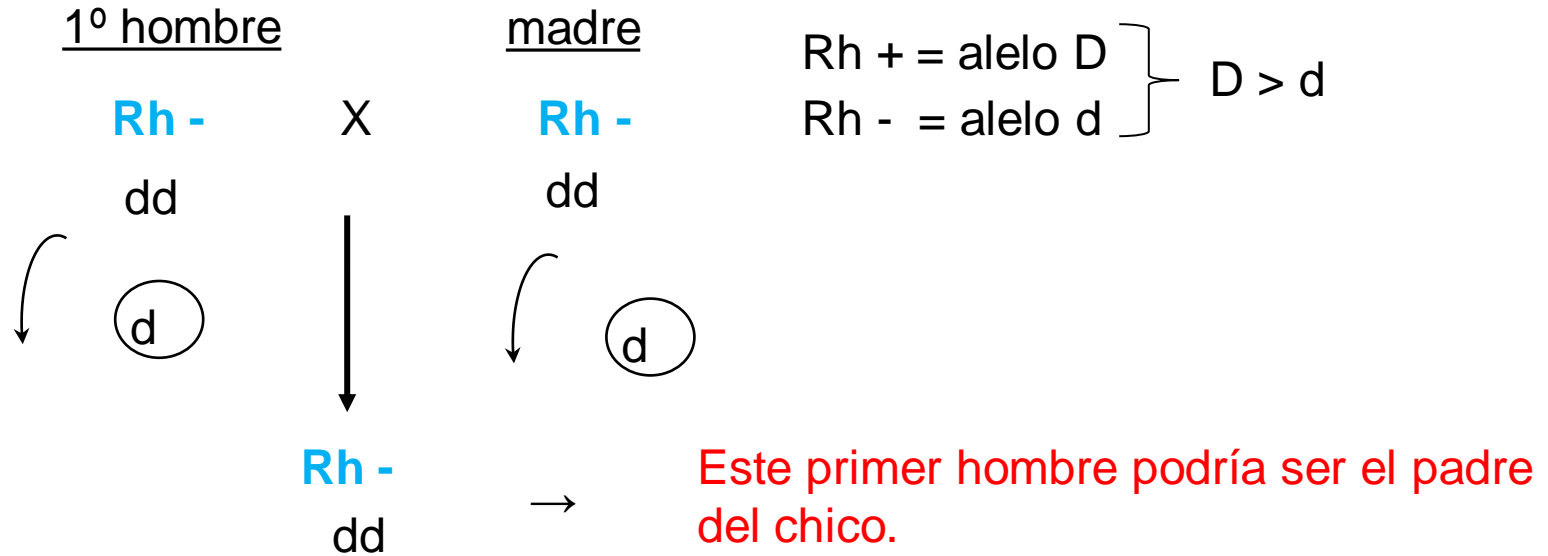 1º hombre madre
Rh + = alelo D
D > d
Rh - X Rh -
Rh - = alelo d
dd dd
d d
Rh -
dd
→
Este primer hombre podría ser el padre
del chico.